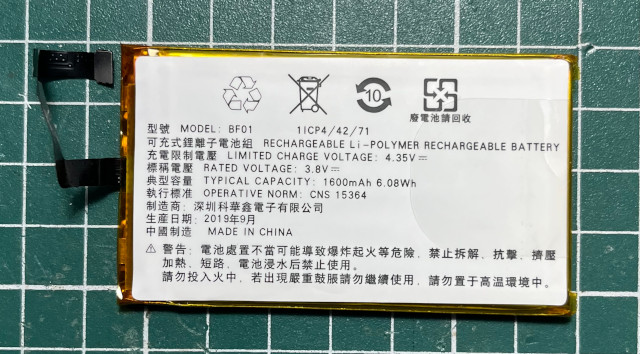 10
廢電池請回收
型號 MODEL: BF01 1ICP4/42/71
可充式鋰離子電池組 RECHARGEABLE Li-POLYMER RECHARGEABLE BATTERY
充電限制電壓 LIMITED CHARGE VOLTAGE: 4.35V⎓
標稱電壓 RATED VOLTAGE: 3.8V⎓
典型容量 TYPICAL CAPACITY: 1600mAh 6.08Wh
執行標準 OPERATIVE NORM: CNS 15364
制造商: 深圳科華鑫電子有限公司
生產日期: 2019年9月
中國制造 MADE IN CHINA
⚠ 警告: 電池處置不當可能導致爆炸起火等危險, 禁止拆解、抗擊、擠壓
加熱、短路, 電池浸水后禁止使用。
請勿投入火中, 若出現嚴重鼓脹請勿繼續使用, 請勿置于高溫環境中。